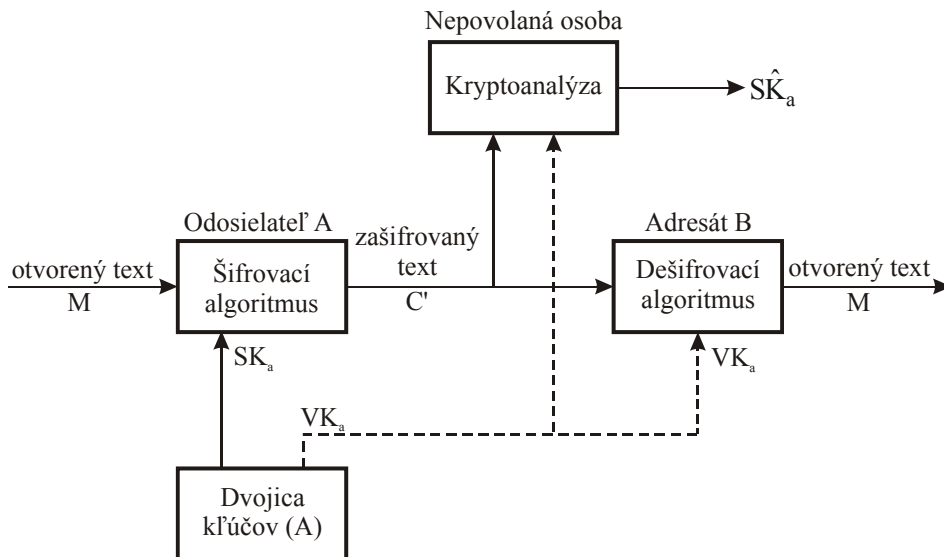 Nepovolaná osoba
Kryptoanalýza
SK̂ₐ
Odosielateľ A
zašifrovaný
text
Adresát B
otvorený text
M
Šifrovací
algoritmus
C'
Dešifrovací
algoritmus
otvorený text
M
SKₐ
VKₐ
VKₐ
Dvojica
kľúčov (A)